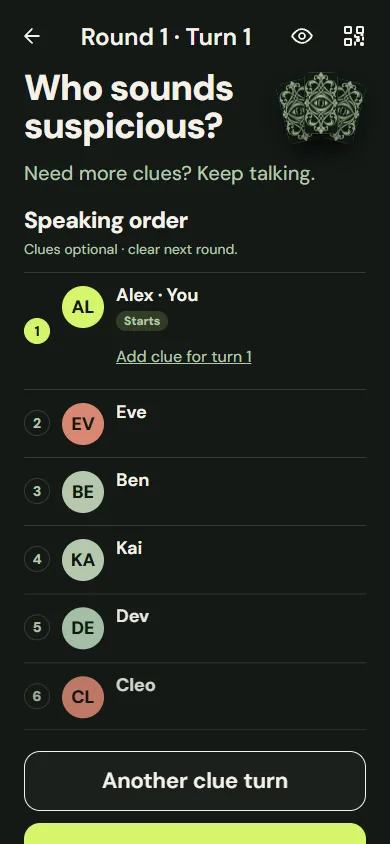 Round 1 · Turn 1
Who sounds
suspicious?
Need more clues? Keep talking.
Speaking order
Clues optional · clear next round.
1
AL
Alex · You
Starts
Add clue for turn 1
2
EV
Eve
3
BE
Ben
4
KA
Kai
5
DE
Dev
6
CL
Cleo
Another clue turn